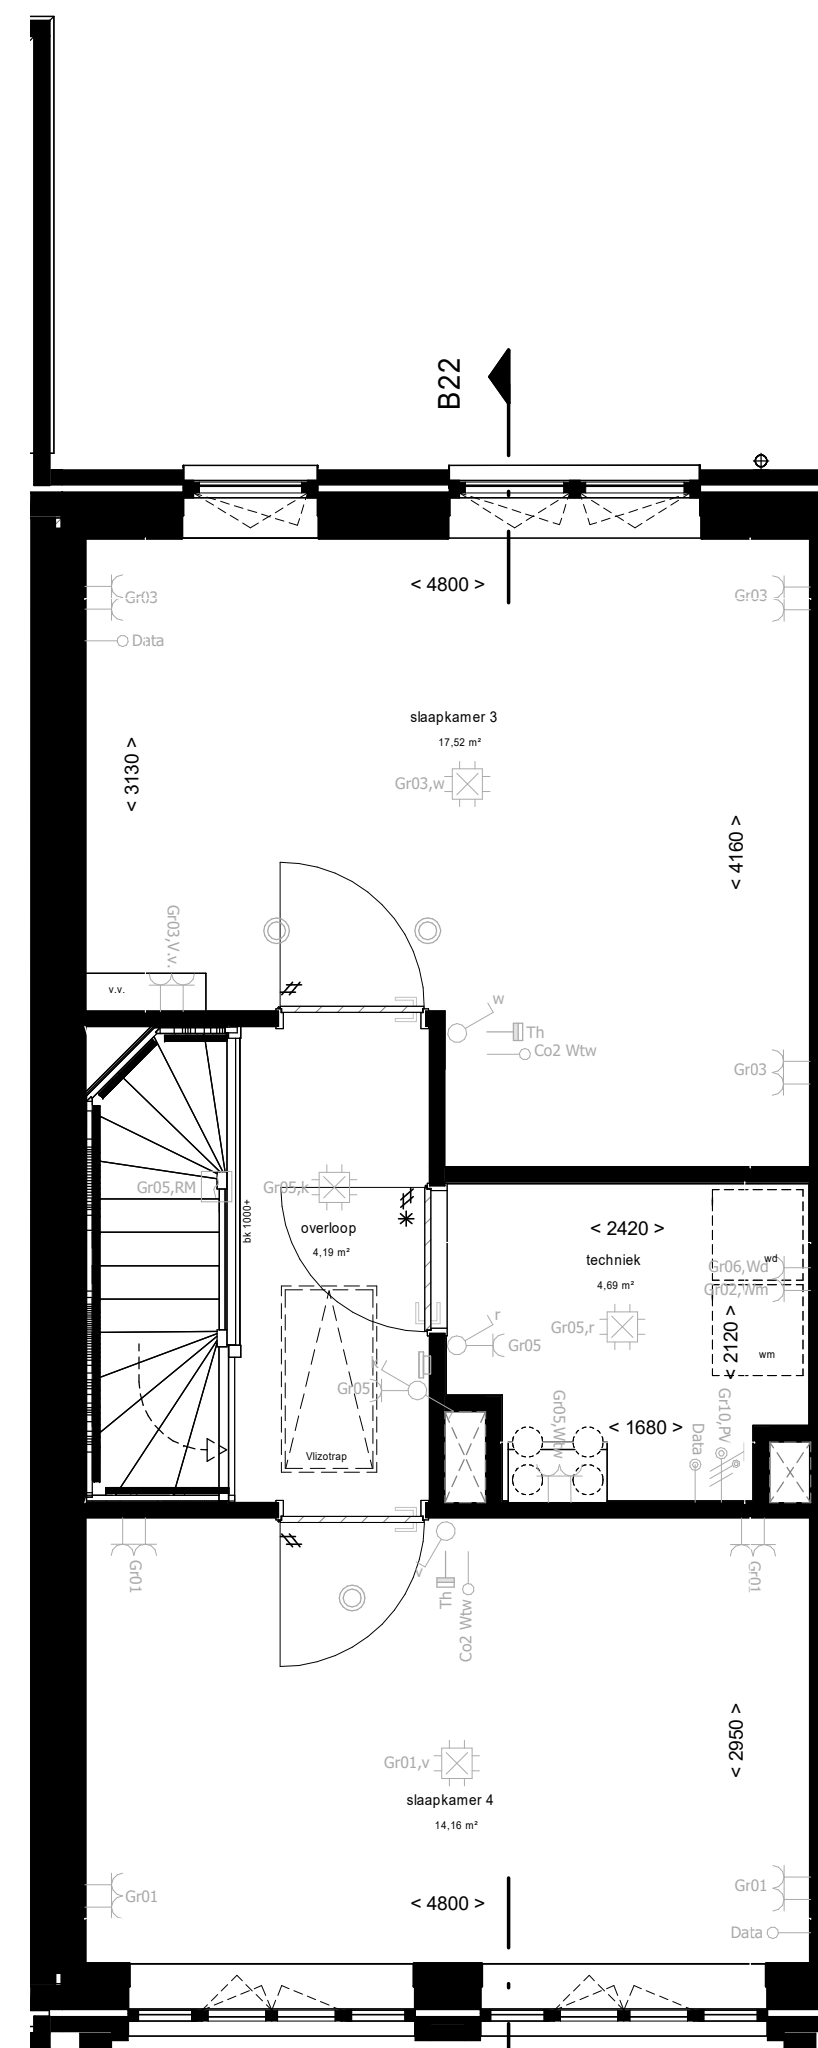 B22
< 4800 >
Gr03
Gr03
Data
slaapkamer 3
17,52 m²
Gr03,w
< 3130 >
< 4160 >
Gr03,V.v.
v.v.
w
Th
Co2 Wtw
Gr03
Gr05,RM
Gr05,k
bk 1000+
overloop
4,19 m²
< 2420 >
techniek
4,69 m²
wd
Gr06,Wd
Gr02,Wm
Gr05,r
< 2120 >
wm
r
Gr05
k
Gr05
Gr05,Wtw
< 1680 >
Data
Gr10,PV
Vlizotrap
Gr01
v
Th
Co2 Wtw
Gr01
< 2950 >
Gr01,v
slaapkamer 4
14,16 m²
Gr01
< 4800 >
Gr01
Data